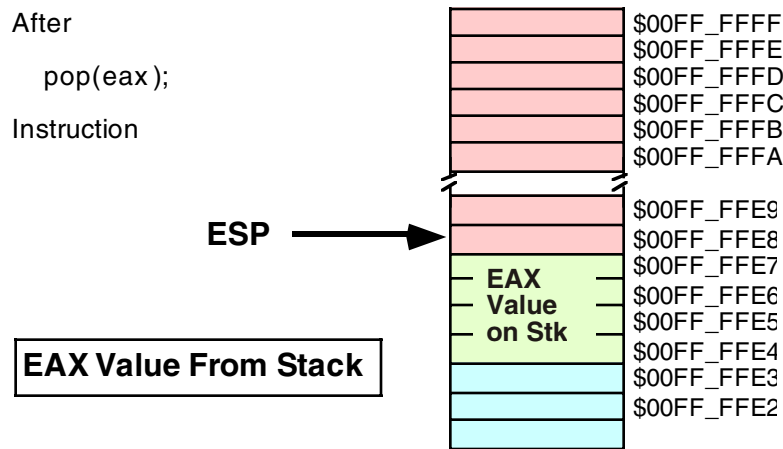 After
pop(eax);
Instruction
ESP
EAX Value From Stack
EAX
Value
on Stk
$00FF_FFFF
$00FF_FFFE
$00FF_FFFD
$00FF_FFFC
$00FF_FFFB
$00FF_FFFA
$00FF_FFE9
$00FF_FFE8
$00FF_FFE7
$00FF_FFE6
$00FF_FFE5
$00FF_FFE4
$00FF_FFE3
$00FF_FFE2